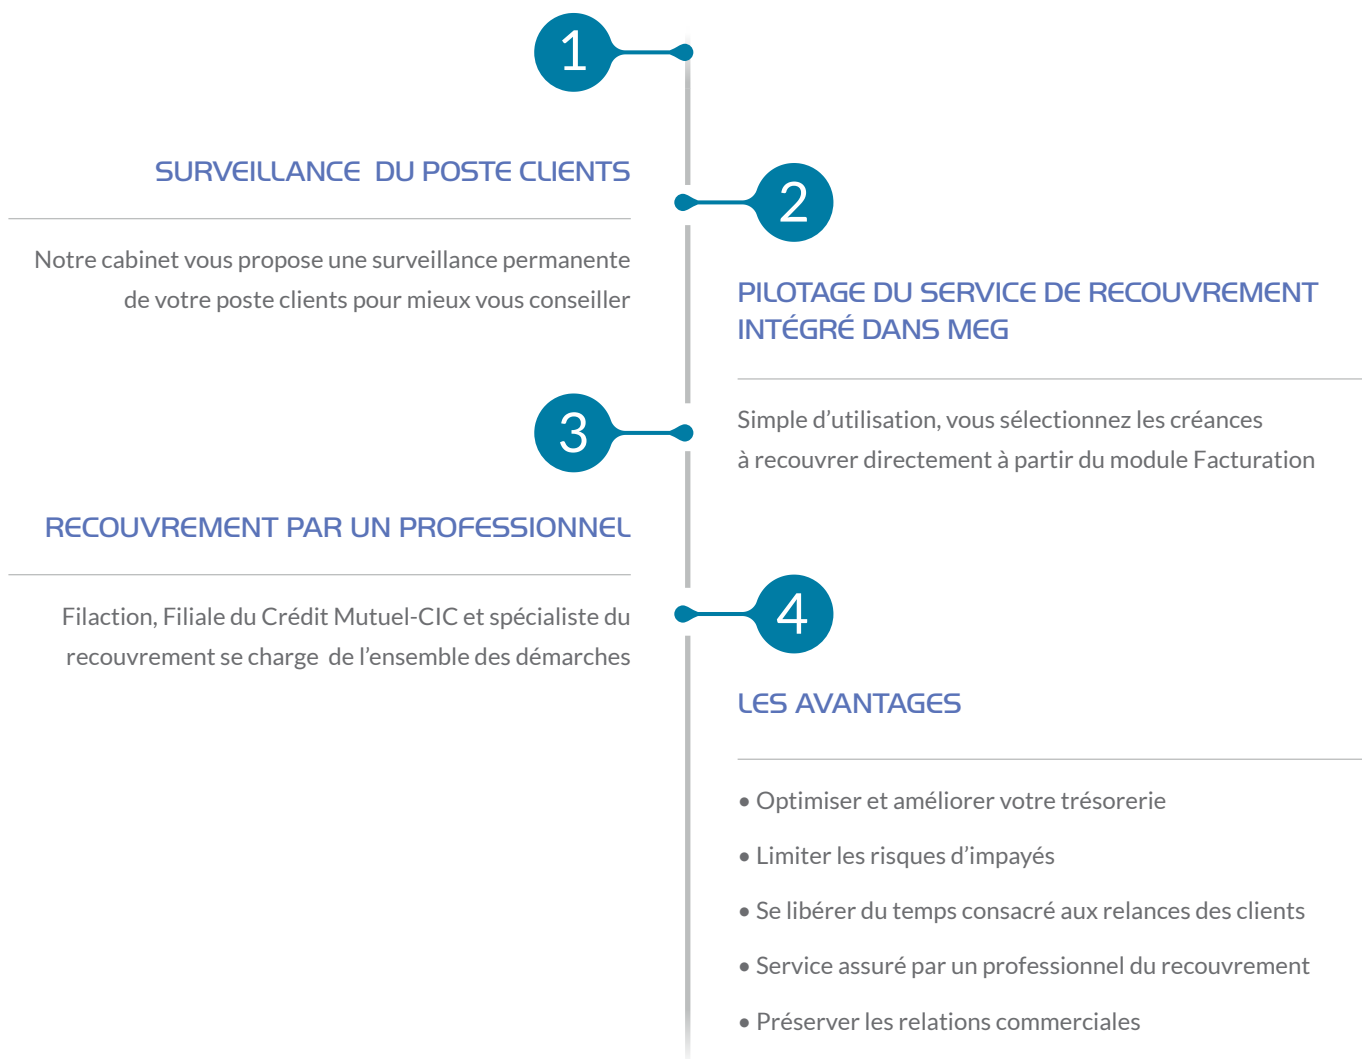 1
SURVEILLANCE DU POSTE CLIENTS
Notre cabinet vous propose une surveillance permanente
de votre poste clients pour mieux vous conseiller
2
PILOTAGE DU SERVICE DE RECOUVREMENT
INTÉGRÉ DANS MEG
Simple d’utilisation, vous sélectionnez les créances
à recouvrer directement à partir du module Facturation
3
RECOUVREMENT PAR UN PROFESSIONNEL
Filaction, Filiale du Crédit Mutuel-CIC et spécialiste du
recouvrement se charge de l’ensemble des démarches
4
LES AVANTAGES
• Optimiser et améliorer votre trésorerie
• Limiter les risques d’impayés
• Se libérer du temps consacré aux relances des clients
• Service assuré par un professionnel du recouvrement
• Préserver les relations commerciales